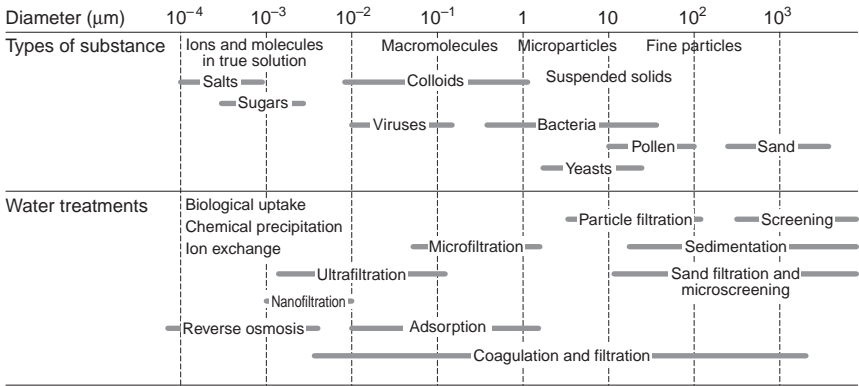 Diameter (μm) 10⁻⁴ 10⁻³ 10⁻² 10⁻¹ 1 10 10² 10³
Types of substance Ions and molecules Macromolecules Microparticles Fine particles
in true solution
Salts Colloids Suspended solids
Sugars
Viruses Bacteria
Pollen Sand
Yeasts
Water treatments Biological uptake
Chemical precipitation Particle filtration Screening
Ion exchange Microfiltration Sedimentation
Ultrafiltration Sand filtration and
microscreening
Nanofiltration
Reverse osmosis Adsorption
Coagulation and filtration